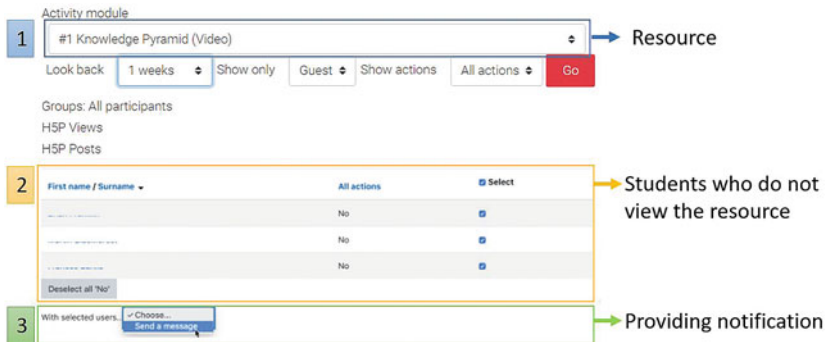 Activity module
1
#1 Knowledge Pyramid (Video)
Resource
Look back 1 weeks Show only Guest Show actions All actions Go
Groups: All participants
H5P Views
H5P Posts
2
First name / Surname All actions Select
No
No
No
Deselect all 'No'
Students who do not
view the resource
3
With selected users...
✓ Choose...
Send a message
Providing notification